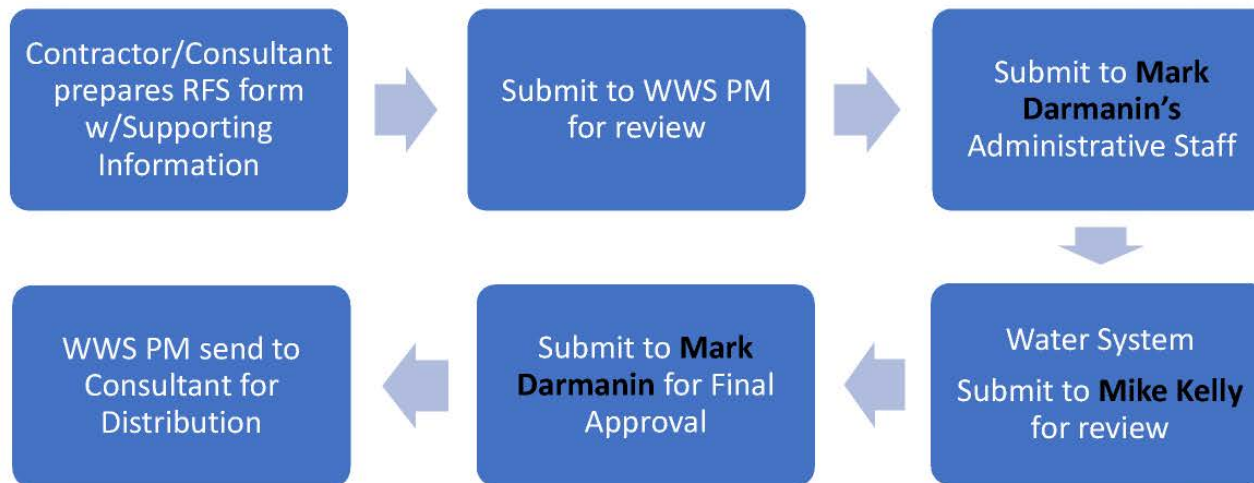 Contractor/Consultant
prepares RFS form
w/Supporting
Information
Submit to WWS PM
for review
Submit to Mark
Darmanin's
Administrative Staff
Water System
Submit to Mike Kelly
for review
Submit to Mark
Darmanin for Final
Approval
WWS PM send to
Consultant for
Distribution